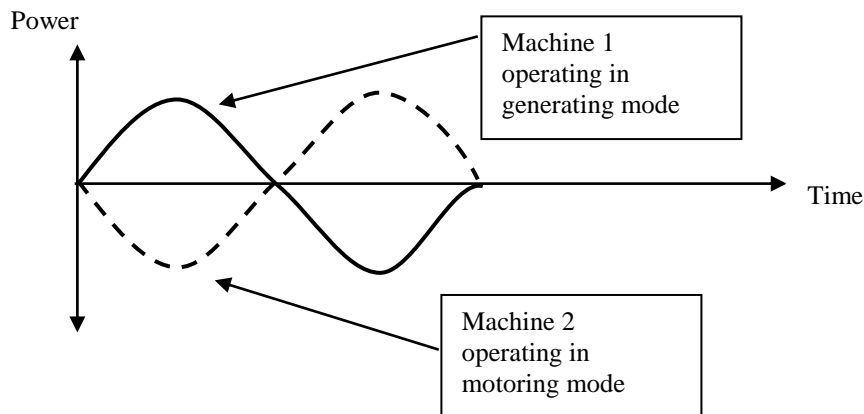 Power
Machine 1
operating in
generating mode
Time
Machine 2
operating in
motoring mode